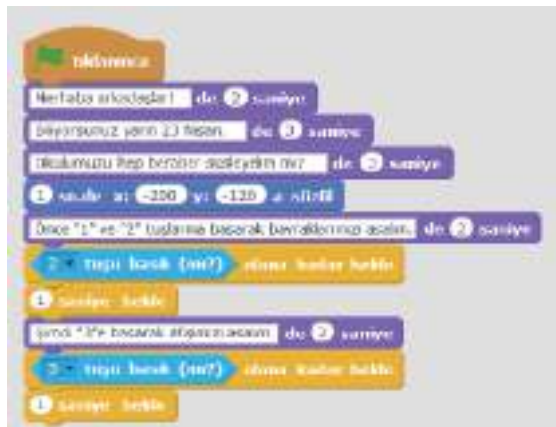 tıklanınca
Merhaba arkadaşlar! de 2 saniye
Biliyorsunuz yarın 23 Nisan. de 3 saniye
Okulumuzu hep beraber süsleyelim mi? de 3 saniye
1 sn.de x: -200 y: -120 a süzül
Önce "1" ve "2" tuşlarına basarak bayraklarımızı asalım. de 2 saniye
2 tuşu basılı (mı?) olana kadar bekle
1 saniye bekle
Şimdi basarak afişimizi asalım de 2 saniye
3 tuşu basılı (mı?) olana kadar bekle
1 saniye bekle